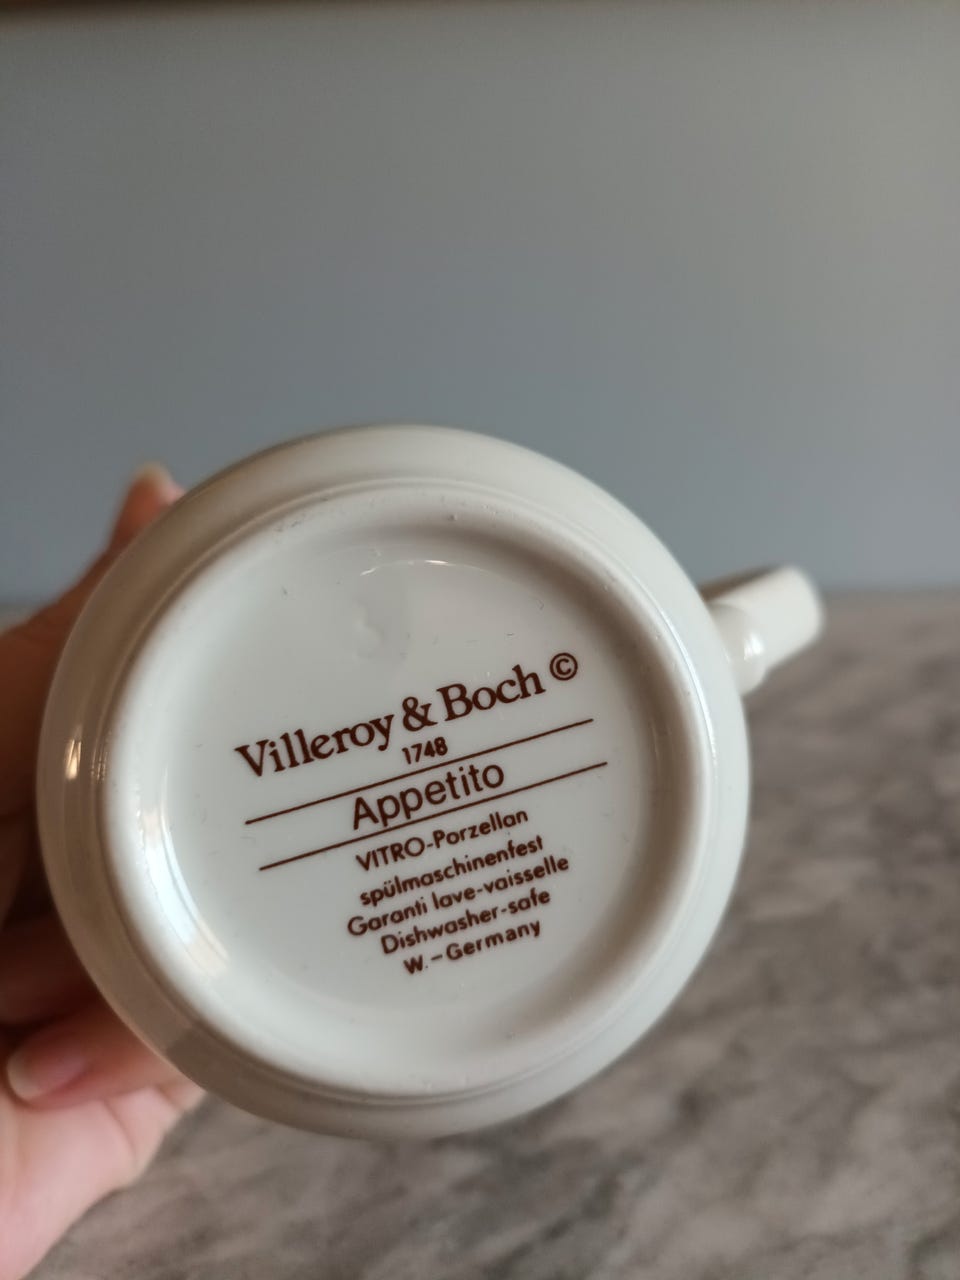 Villeroy & Boch ©
1748
Appetito
VITRO-Porzellan
spülmaschinenfest
Garanti lave-vaisselle
Dishwasher-safe
W.-Germany